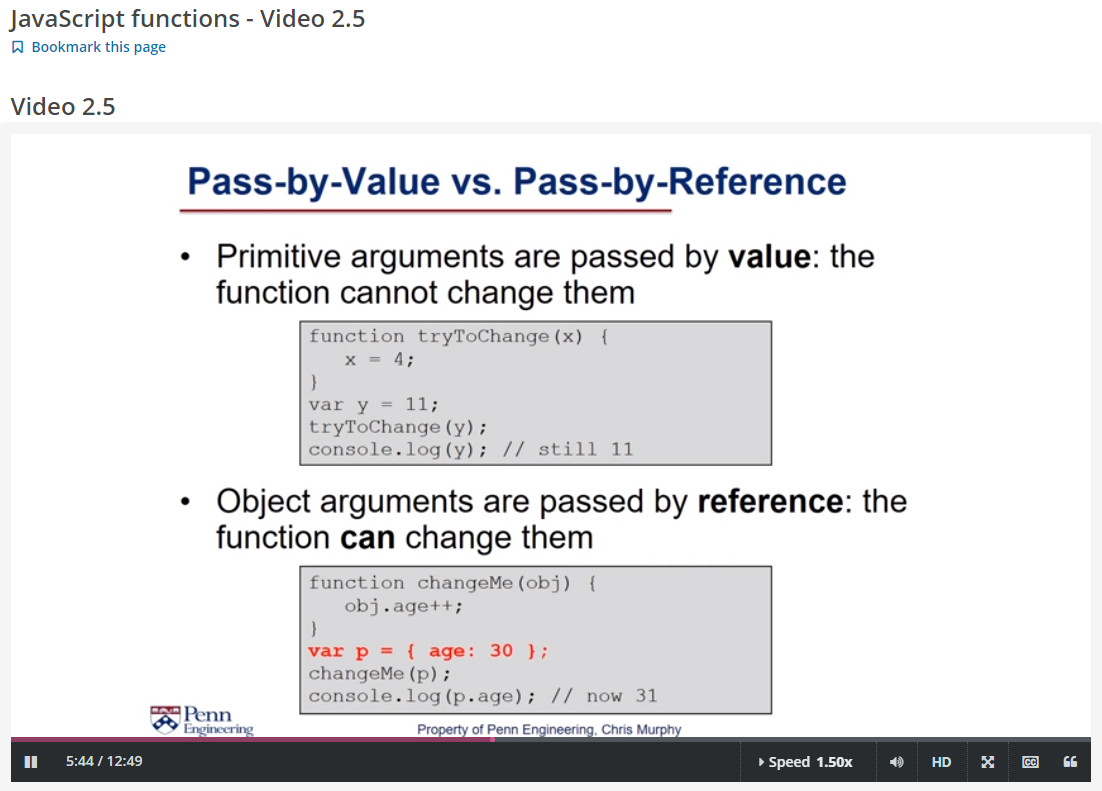 JavaScript functions - Video 2.5
Bookmark this page
Video 2.5
Pass-by-Value vs. Pass-by-Reference
• Primitive arguments are passed by value: the
function cannot change them
function tryToChange(x) {
   x = 4;
}
var y = 11;
tryToChange(y);
console.log(y); // still 11
• Object arguments are passed by reference: the
function can change them
function changeMe(obj) {
   obj.age++;
}
var p = { age: 30 };
changeMe(p);
console.log(p.age); // now 31
Penn
Engineering
Property of Penn Engineering, Chris Murphy
5:44 / 12:49
Speed 1.50x
HD
CC